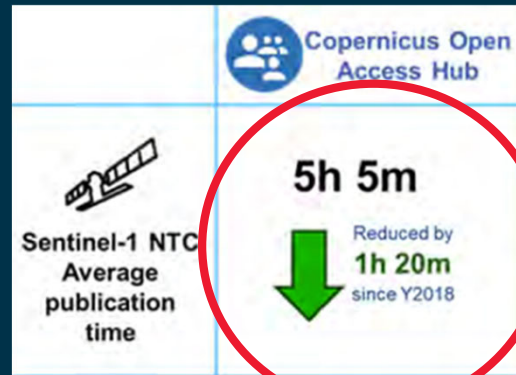 Copernicus Open
Access Hub
Sentinel-1 NTC
Average
publication
time
5h 5m
Reduced by
1h 20m
since Y2018